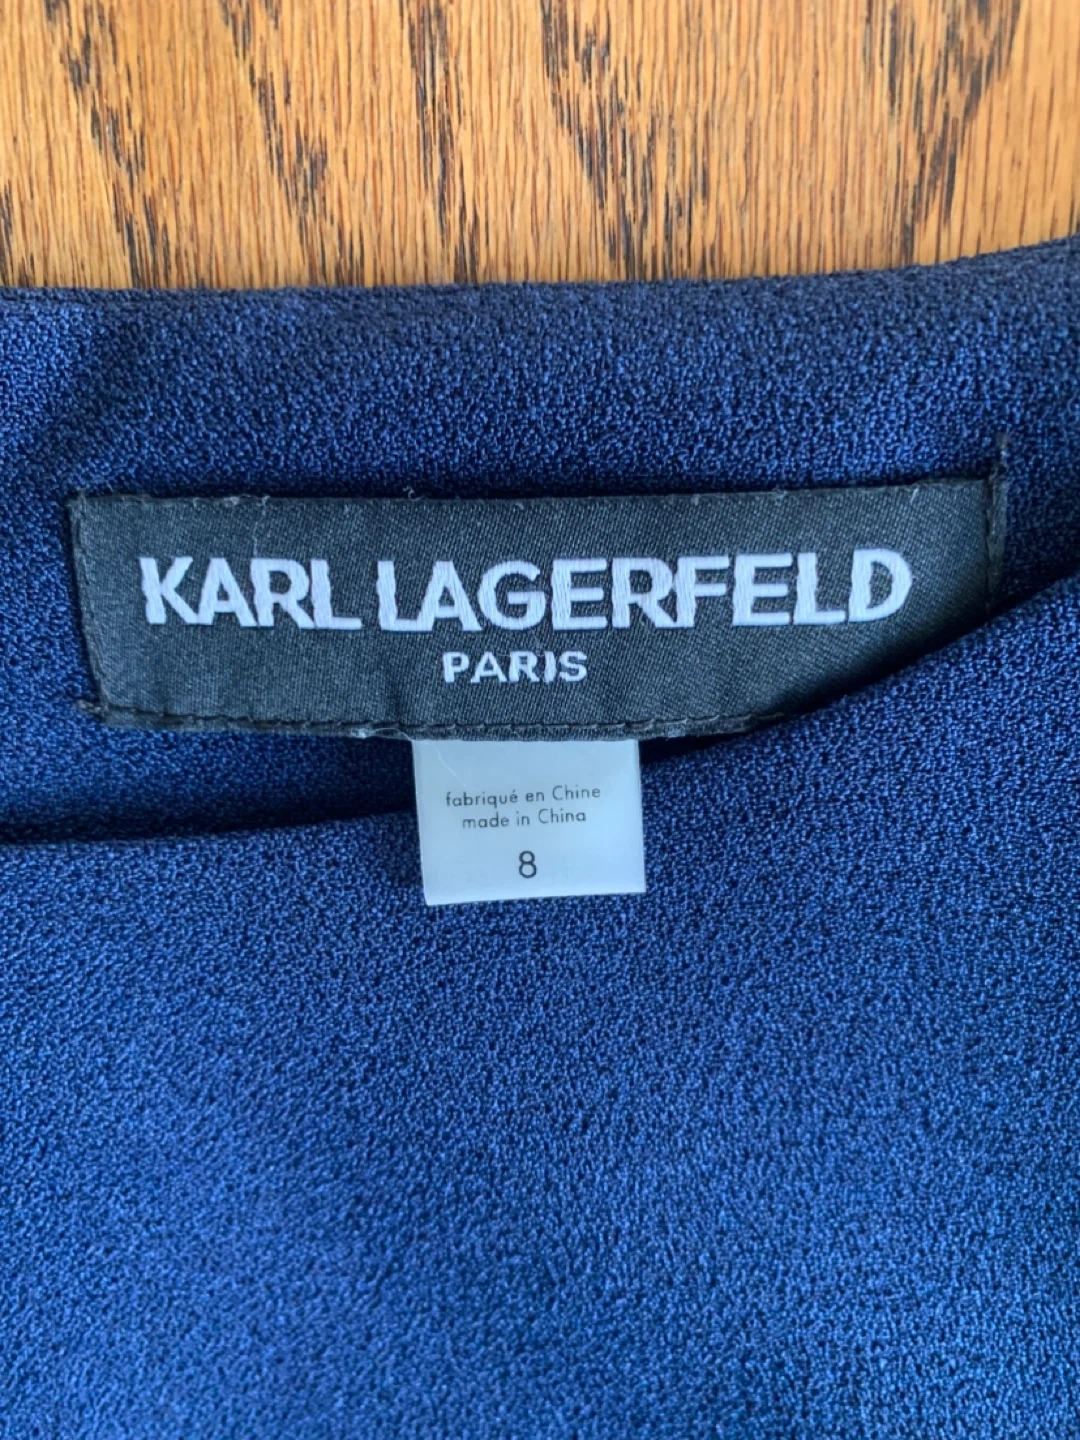 KARL LAGERFELD
PARIS
fabriqué en Chine
made in China
8